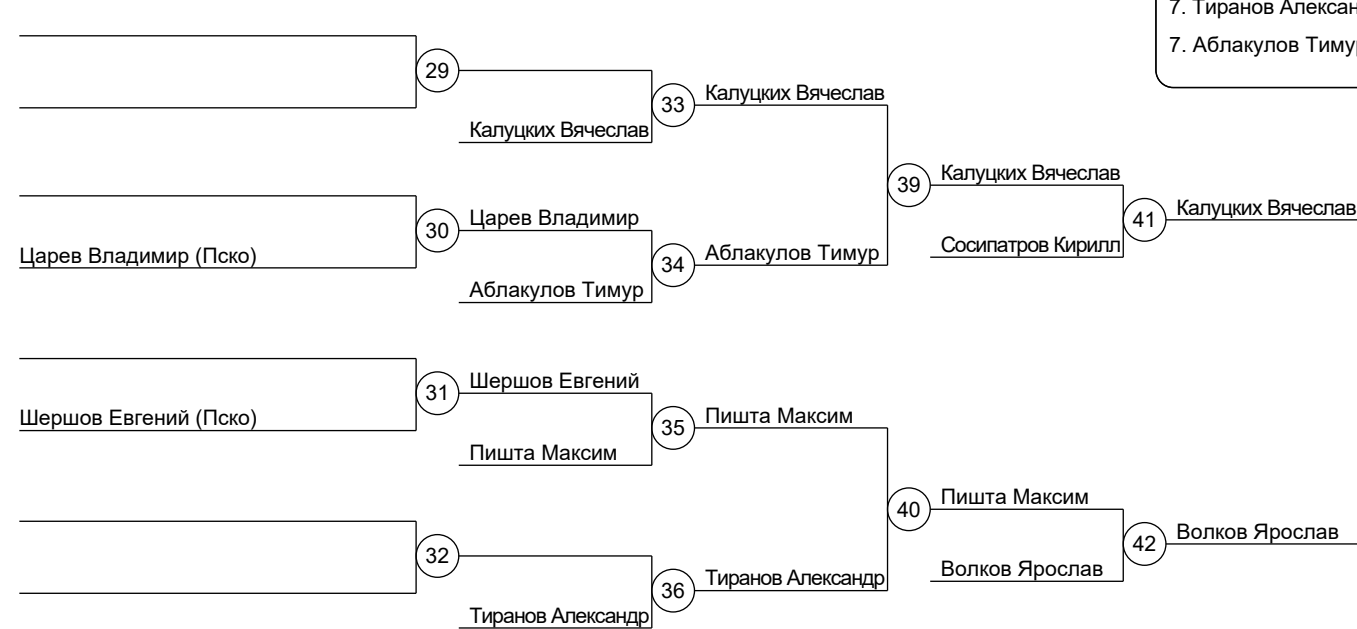 7. Тиранов
7. Аблакулов
29
33
Калуцких Вячеслав
Калуцких Вячеслав
39
Калуцких Вячеслав
41
Калуцких Вячеслав
Сосипатров Кирилл
30
Царев Владимир
Царев Владимир (Пско)
34
Аблакулов Тимур
Аблакулов Тимур
31
Шершов Евгений
Шершов Евгений (Пско)
35
Пишта Максим
Пишта Максим
40
Пишта Максим
42
Волков Ярослав
Волков Ярослав
32
36
Тиранов Александр
Тиранов Александр